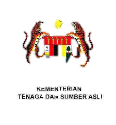 KEMENTERIAN
TENAGA DAN SUMBER ASLI